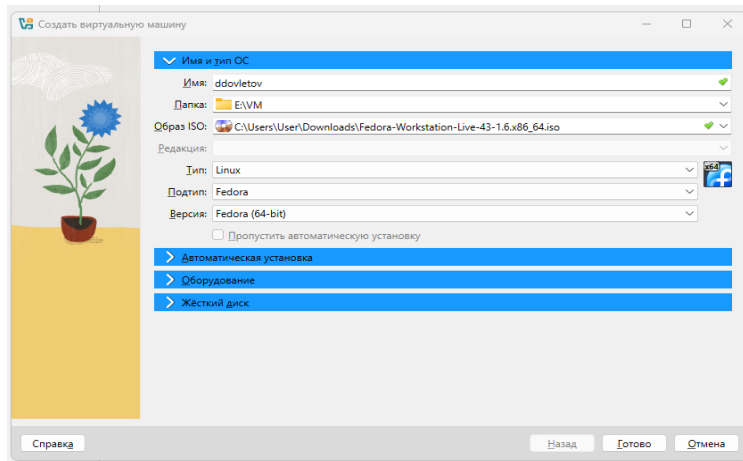 Создать виртуальную машину
Имя и тип ОС
Имя: ddovletov
Папка: E:\VM
Образ ISO: C:\Users\User\Downloads\Fedora-Workstation-Live-43-1.6.x86_64.iso
Редакция:
Тип: Linux
x64
Подтип: Fedora
Версия: Fedora (64-bit)
Пропустить автоматическую установку
Автоматическая установка
Оборудование
Жёсткий диск
Справка Назад Готово Отмена